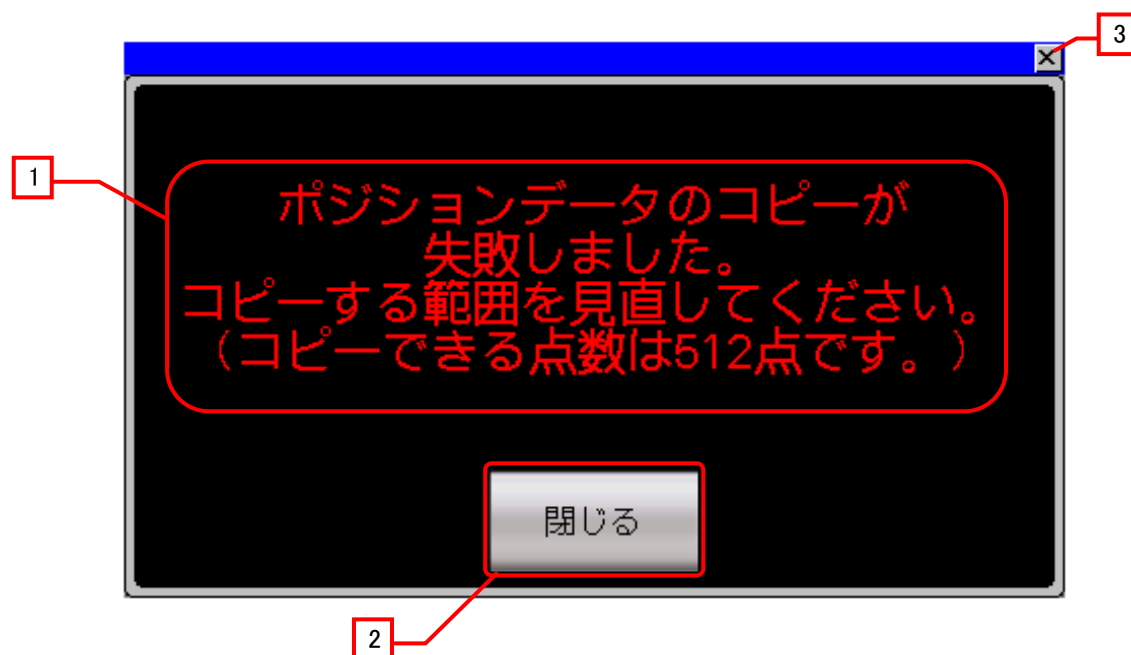 3
×
1
ポジションデータのコピーが
失敗しました。
コピーする範囲を見直してください。
（コピーできる点数は512点です。）
閉じる
2